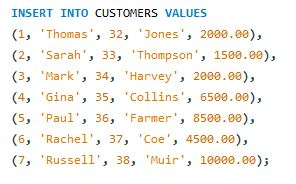 INSERT INTO CUSTOMERS VALUES
(1, 'Thomas', 32, 'Jones', 2000.00),
(2, 'Sarah', 33, 'Thompson', 1500.00),
(3, 'Mark', 34, 'Harvey', 2000.00),
(4, 'Gina', 35, 'Collins', 6500.00),
(5, 'Paul', 36, 'Farmer', 8500.00),
(6, 'Rachel', 37, 'Coe', 4500.00),
(7, 'Russell', 38, 'Muir', 10000.00);